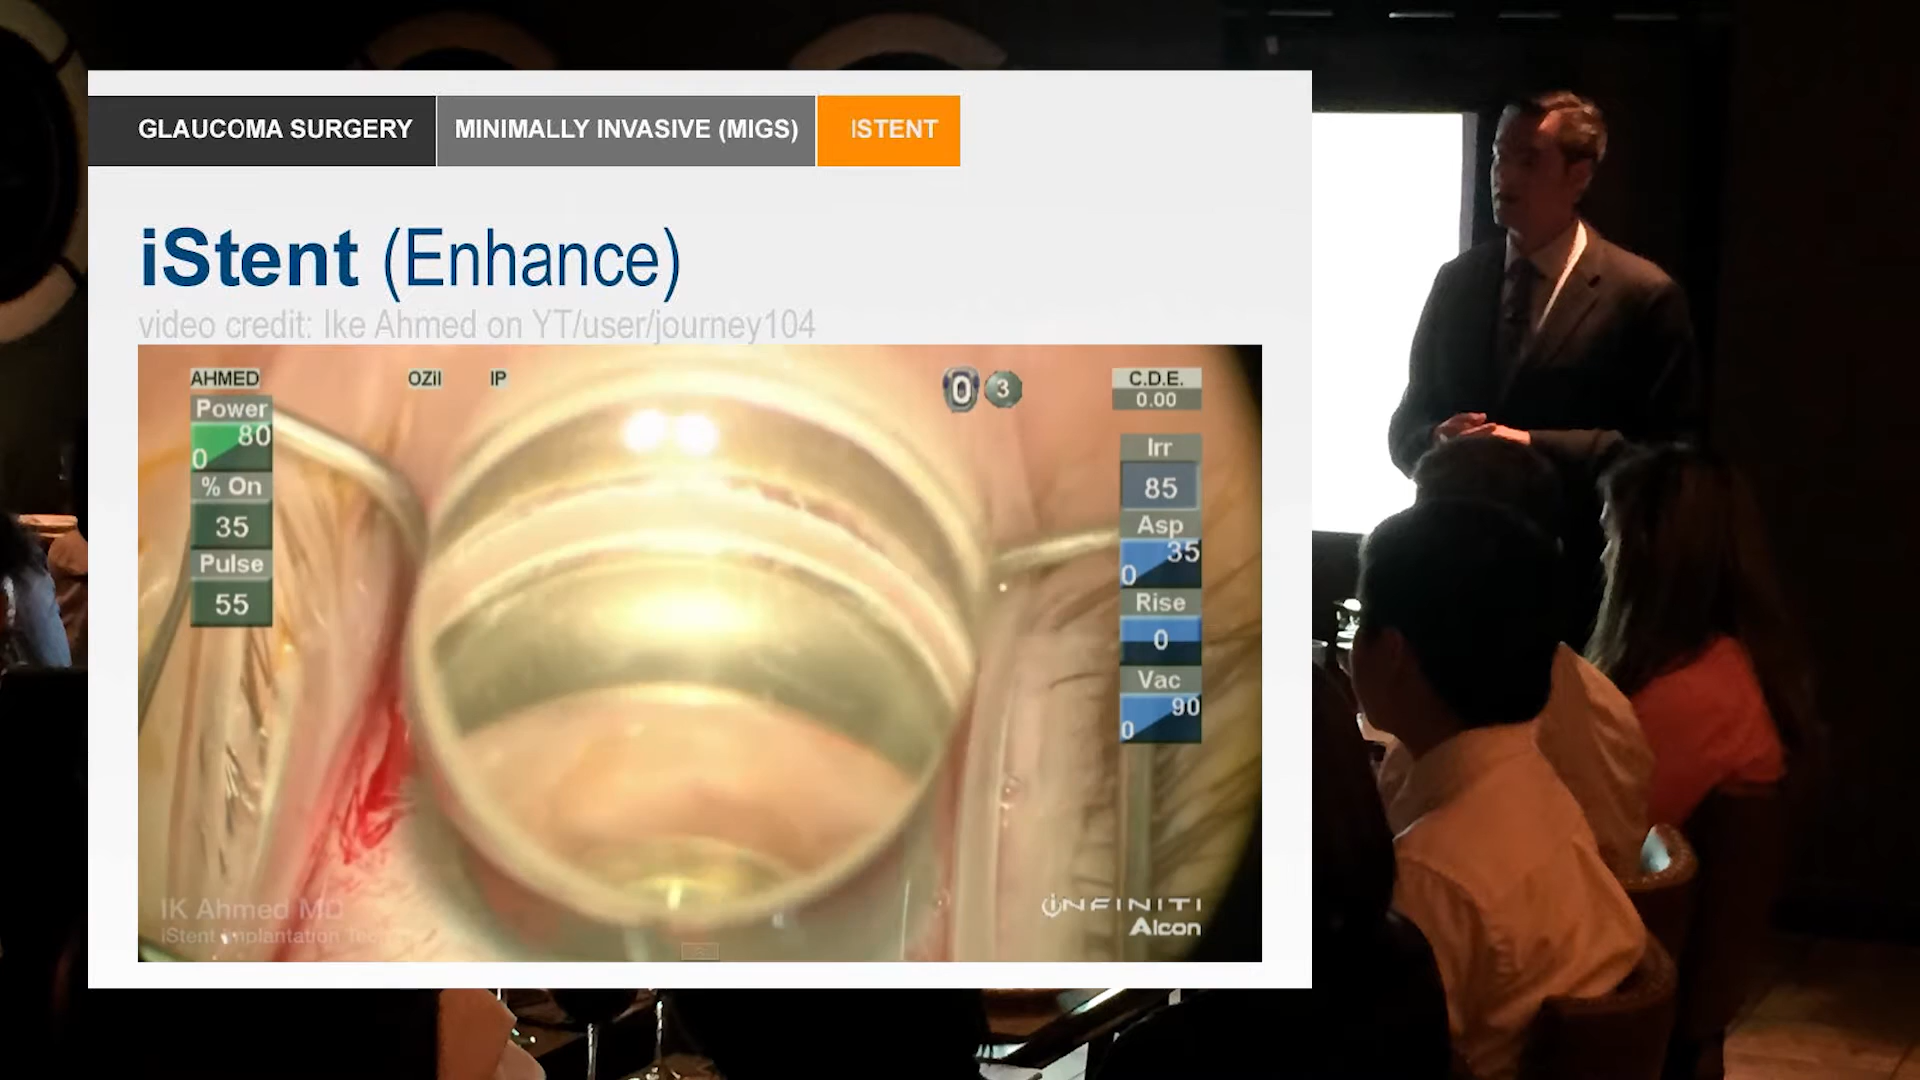 GLAUCOMA SURGERY
MINIMALLY INVASIVE (MIGS)
ISTENT
iStent (Enhance)
video credit: Ike Ahmed on YT/user/journey104
AHMED
OZil
IP
0
3
C.D.E.
0.00
Power
80
0
% On
35
Pulse
55
Irr
85
Asp
35
0
Rise
0
Vac
90
0
IK Ahmed MD
iStent Implantation
INFINITI
Alcon